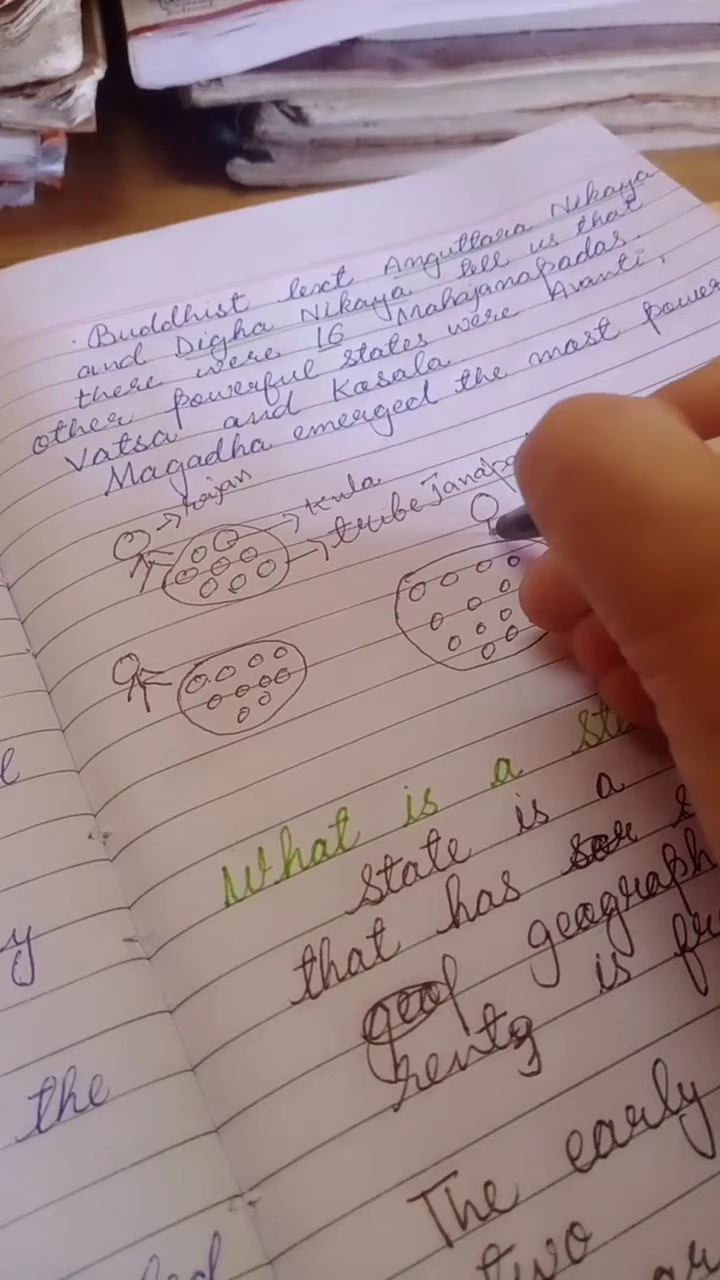 . Buddhist text Anguttara Nikaya
and Digha Nikaya tell us that
there were 16 Mahajanapadas.
other powerful states were Avanti,
Vatsa and Kosala
Magadha emerged the most power
rajan
kula
tribe Janapa
What is a
state is a
that has
geograph
is
The early
two
y
the